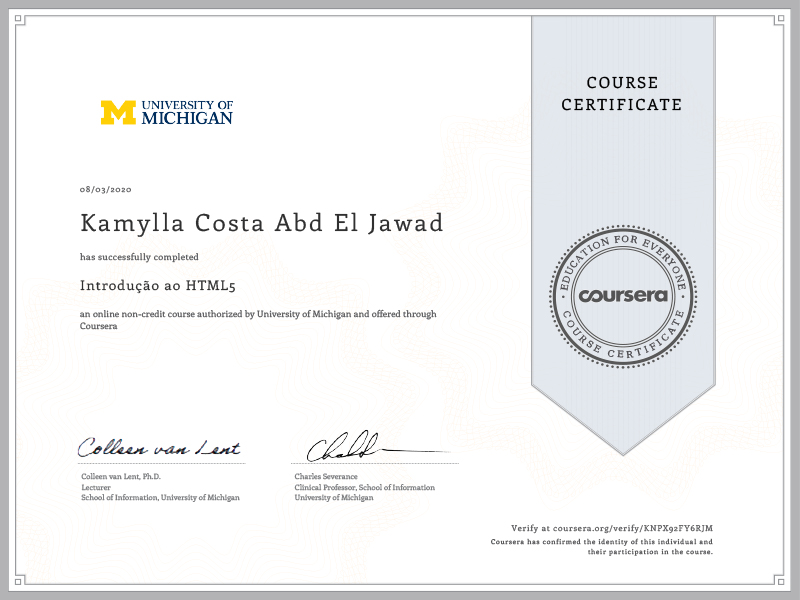 COURSE
CERTIFICATE
M UNIVERSITY OF
MICHIGAN
08/03/2020
Kamylla Costa Abd El Jawad
has successfully completed
Introdução ao HTML5
an online non-credit course authorized by University of Michigan and offered through
Coursera
EDUCATION FOR EVERYONE
coursera
COURSE CERTIFICATE
Colleen van Lent
Colleen van Lent, Ph.D.
Lecturer
School of Information, University of Michigan
Charles Severance
Clinical Professor, School of Information
University of Michigan
Verify at coursera.org/verify/KNPX92FY6RJM
Coursera has confirmed the identity of this individual and
their participation in the course.